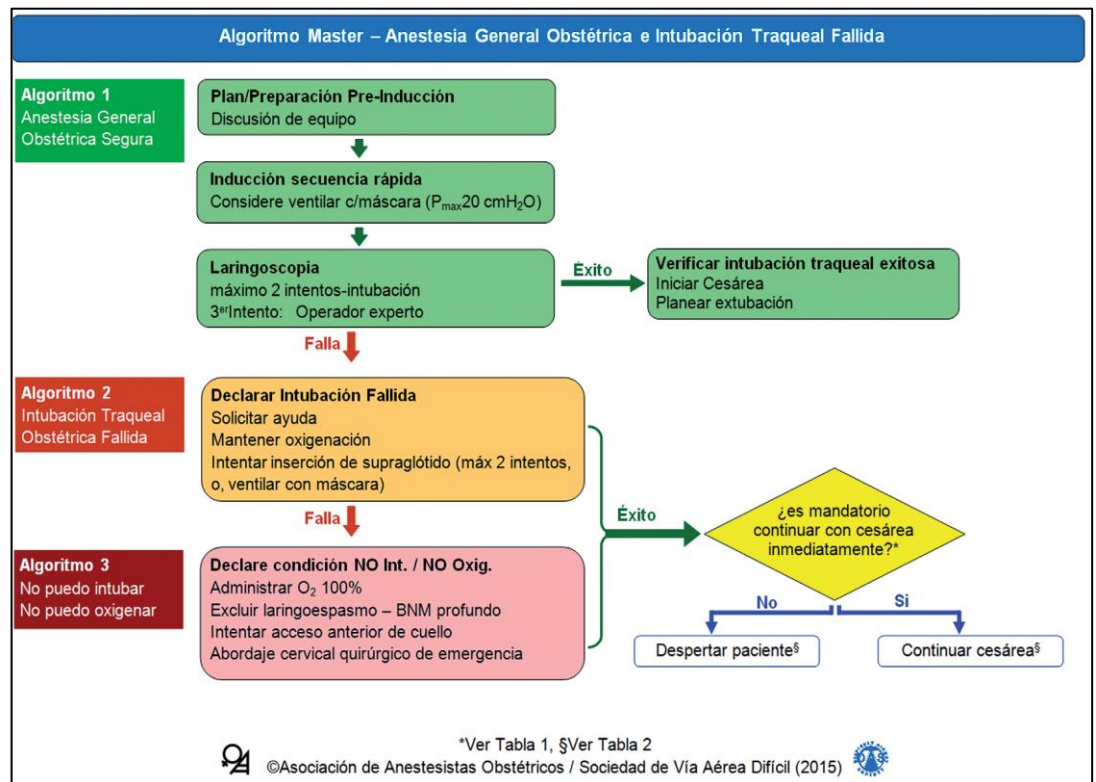 Algoritmo Master – Anestesia General Obstétrica e Intubación Traqueal Fallida
Algoritmo 1
Anestesia General
Obstétrica Segura
Plan/Preparación Pre-Inducción
Discusión de equipo
Inducción secuencia rápida
Considere ventilar c/máscara (Pmax20 cmH2O)
Laringoscopia
máximo 2 intentos-intubación
3erIntento: Operador experto
Éxito
Verificar intubación traqueal exitosa
Iniciar Cesárea
Planear extubación
Falla
Algoritmo 2
Intubación Traqueal
Obstétrica Fallida
Declarar Intubación Fallida
Solicitar ayuda
Mantener oxigenación
Intentar inserción de supraglótido (máx 2 intentos,
o, ventilar con máscara)
Falla
Éxito
¿es mandatorio
continuar con cesárea
inmediatamente?*
Algoritmo 3
No puedo intubar
No puedo oxigenar
Declare condición NO Int. / NO Oxig.
Administrar O2 100%
Excluir laringoespasmo – BNM profundo
Intentar acceso anterior de cuello
Abordaje cervical quirúrgico de emergencia
No
Si
Despertar paciente§
Continuar cesárea§
*Ver Tabla 1, §Ver Tabla 2
©Asociación de Anestesistas Obstétricos / Sociedad de Vía Aérea Difícil (2015)